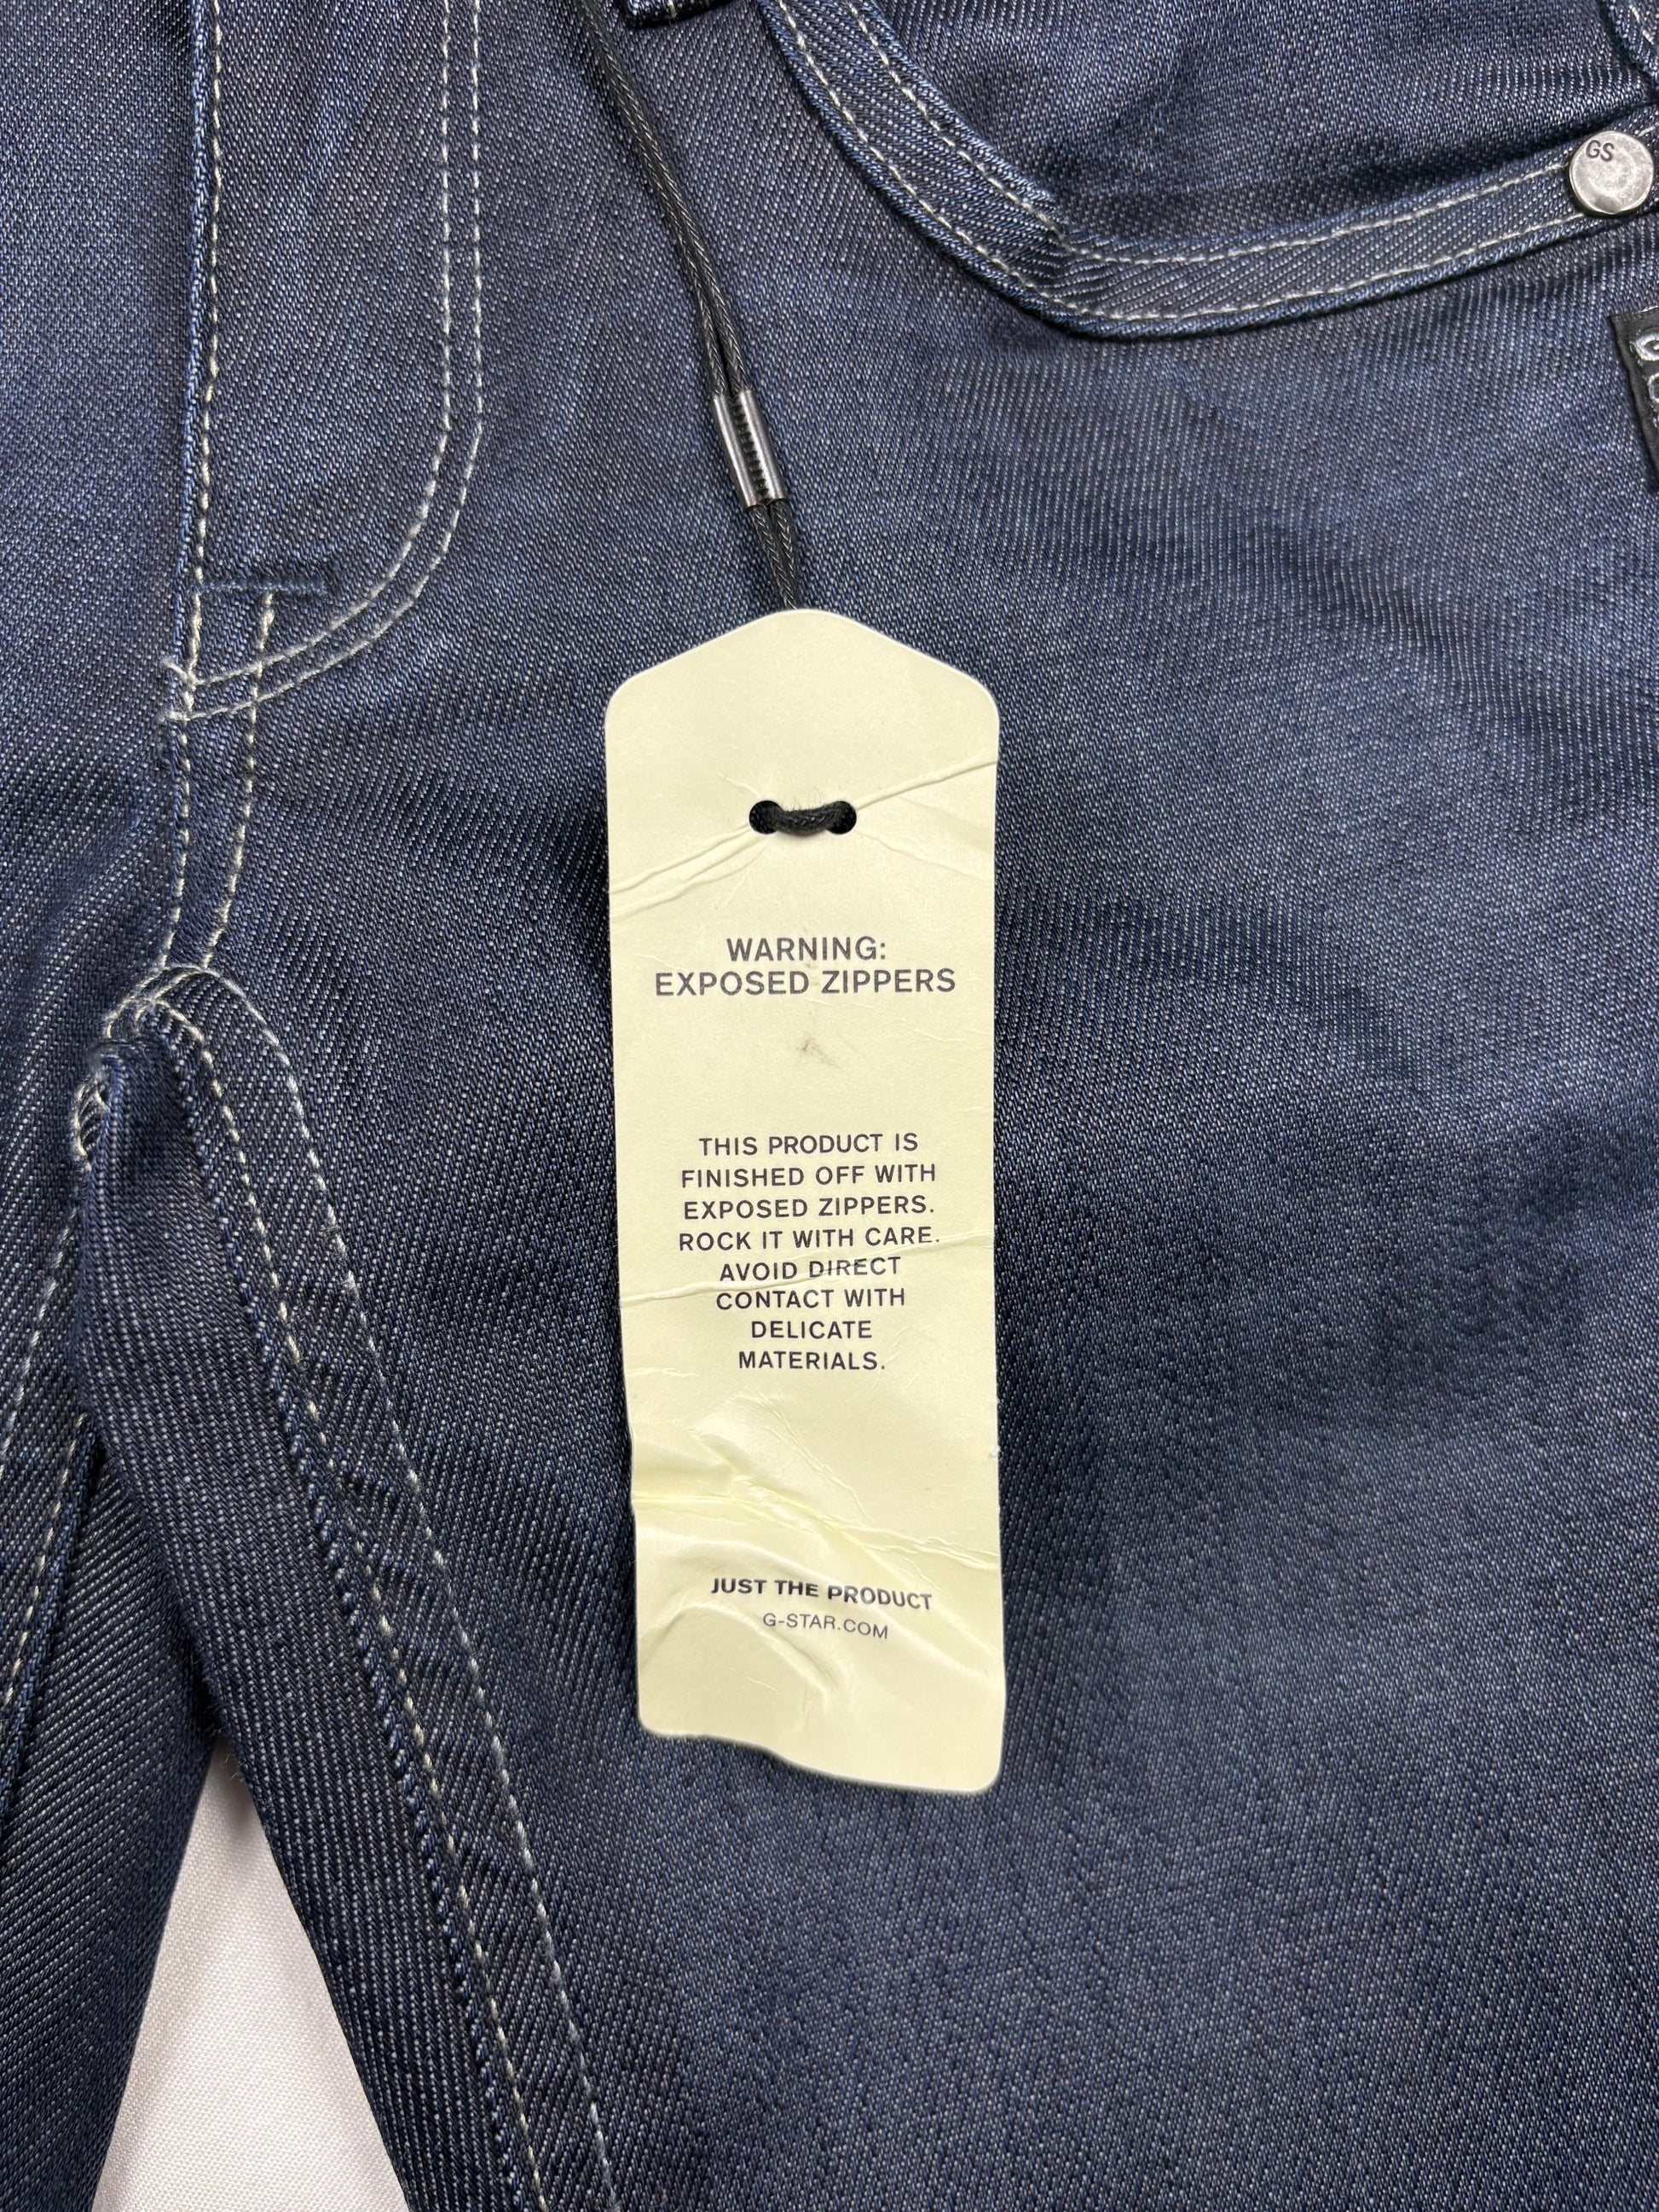 GS
WARNING:
EXPOSED ZIPPERS
THIS PRODUCT IS
FINISHED OFF WITH
EXPOSED ZIPPERS.
ROCK IT WITH CARE.
AVOID DIRECT
CONTACT WITH
DELICATE
MATERIALS.
JUST THE PRODUCT
G-STAR.COM